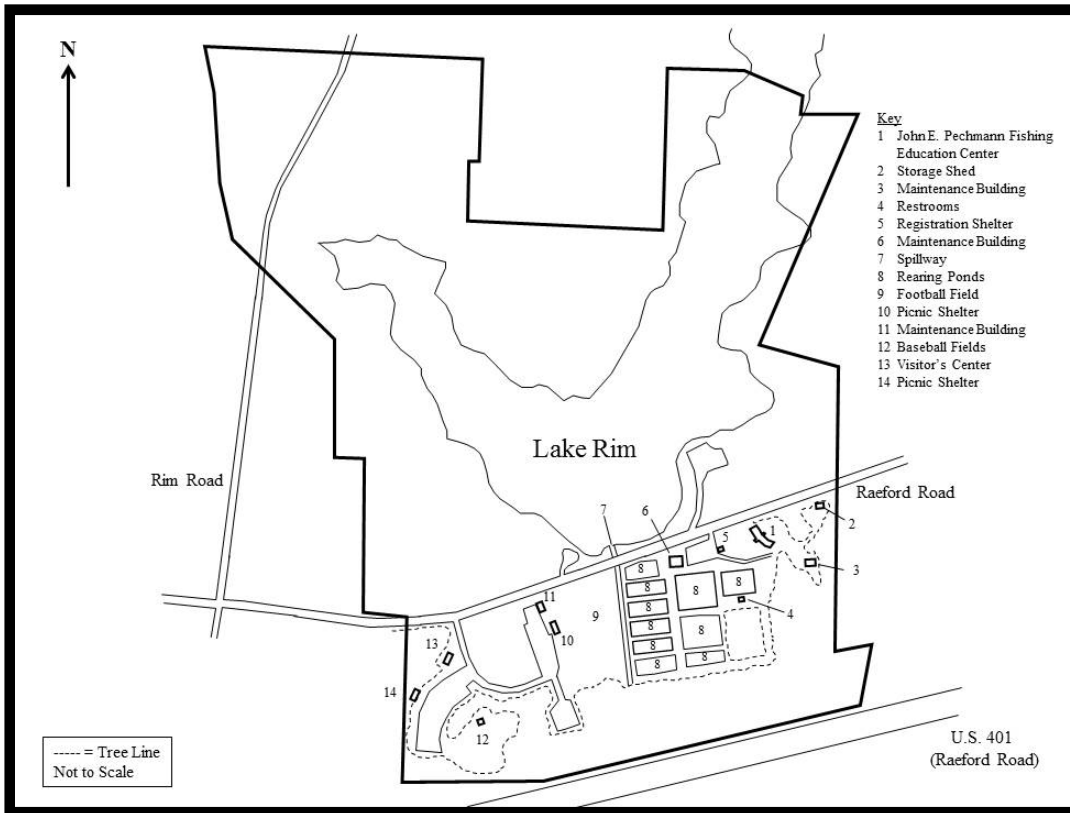 N
Key
1 John E. Pechmann Fishing
Education Center
2 Storage Shed
3 Maintenance Building
4 Restrooms
5 Registration Shelter
6 Maintenance Building
7 Spillway
8 Rearing Ponds
9 Football Field
10 Picnic Shelter
11 Maintenance Building
12 Baseball Fields
13 Visitor's Center
14 Picnic Shelter
Lake Rim
Rim Road
Raeford Road
7
6
5
1
2
3
4
8
8
8
8
8
8
8
8
8
8
9
11
10
13
14
12
U.S. 401
(Raeford Road)
----- = Tree Line
Not to Scale